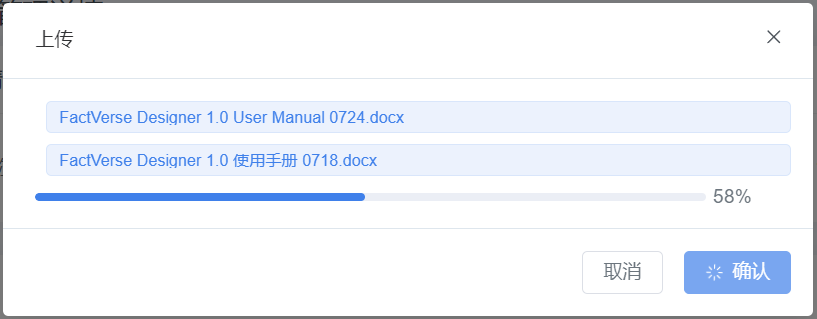 上传
FactVerse Designer 1.0 User Manual 0724.docx
FactVerse Designer 1.0 使用手册 0718.docx
58%
取消
确认